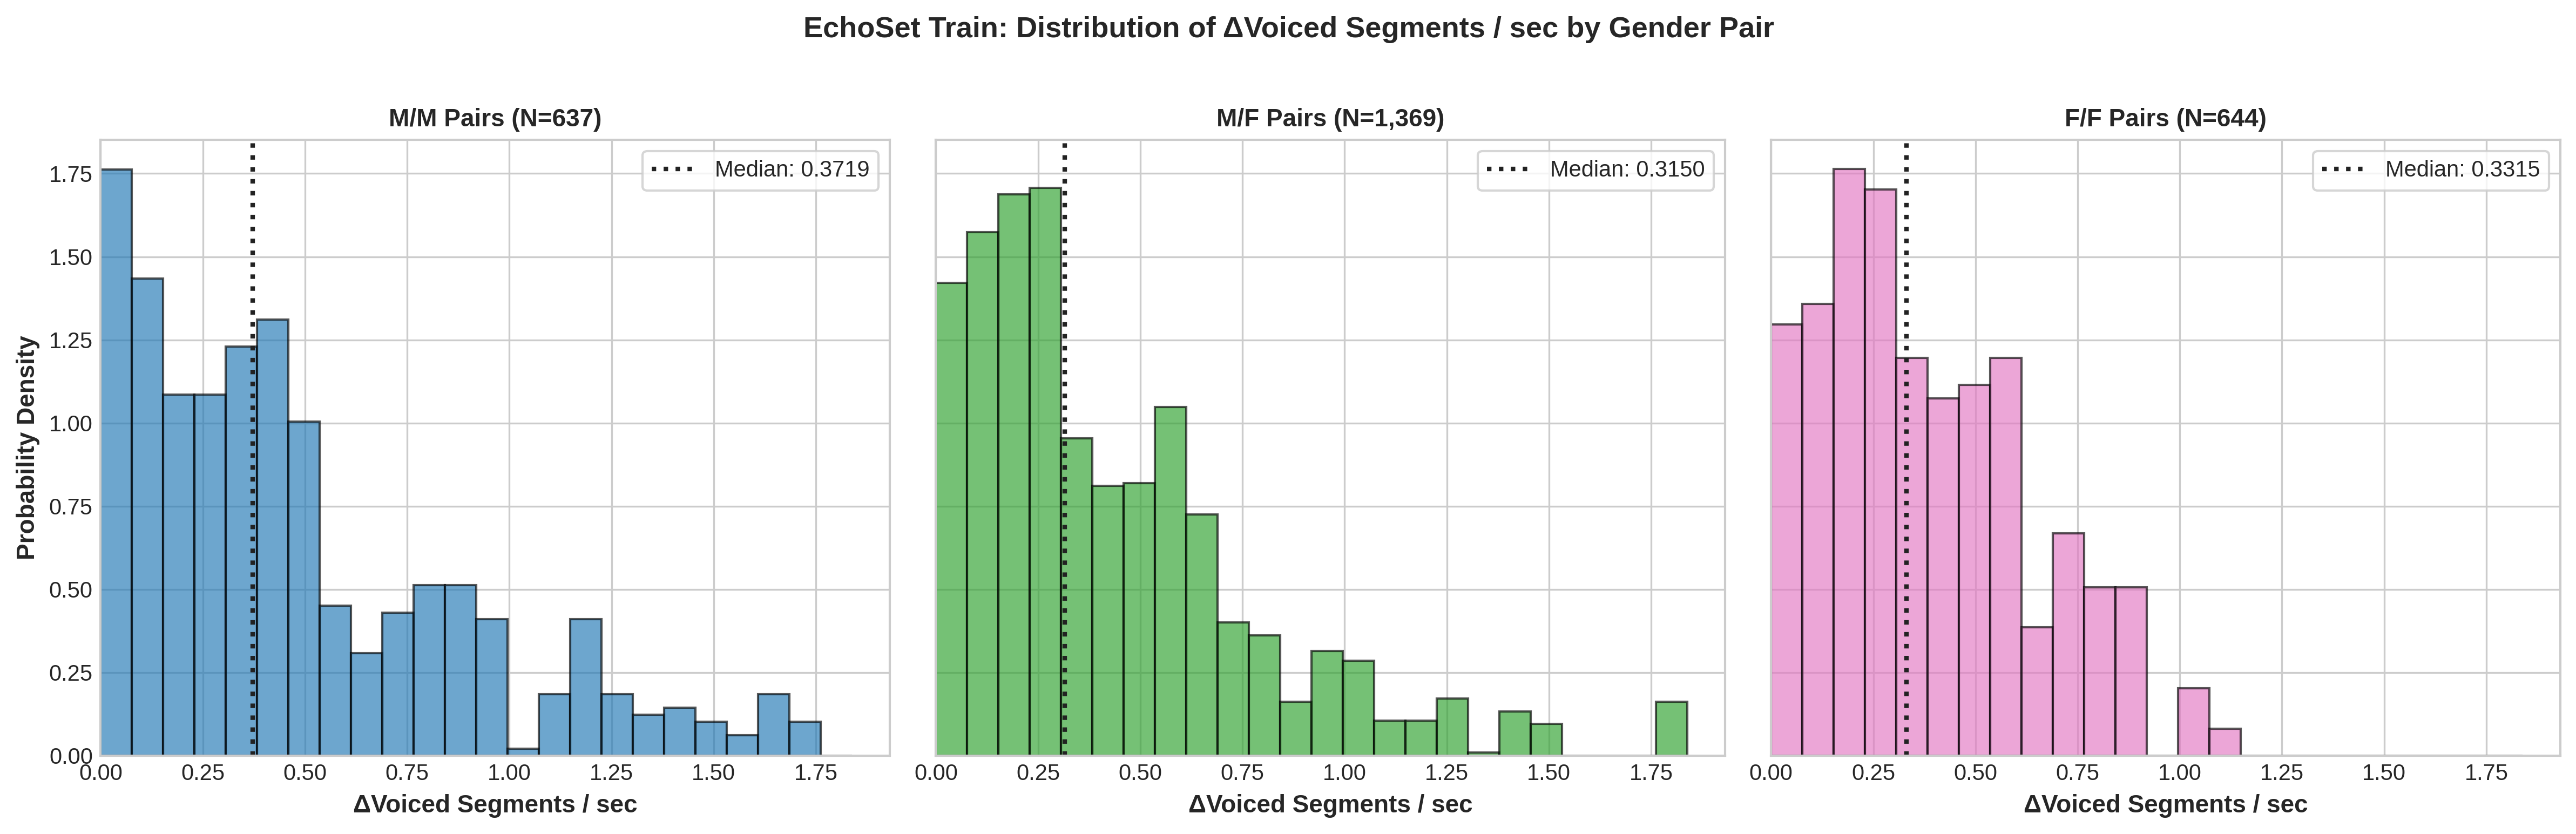 EchoSet Train: Distribution of ΔVoiced Segments / sec by Gender Pair
M/M Pairs (N=637)
Median: 0.3719
1.75
1.50
1.25
1.00
0.75
0.50
0.25
0.00
Probability Density
0.00 0.25 0.50 0.75 1.00 1.25 1.50 1.75
ΔVoiced Segments / sec
M/F Pairs (N=1,369)
Median: 0.3150
0.00 0.25 0.50 0.75 1.00 1.25 1.50 1.75
ΔVoiced Segments / sec
F/F Pairs (N=644)
Median: 0.3315
0.00 0.25 0.50 0.75 1.00 1.25 1.50 1.75
ΔVoiced Segments / sec